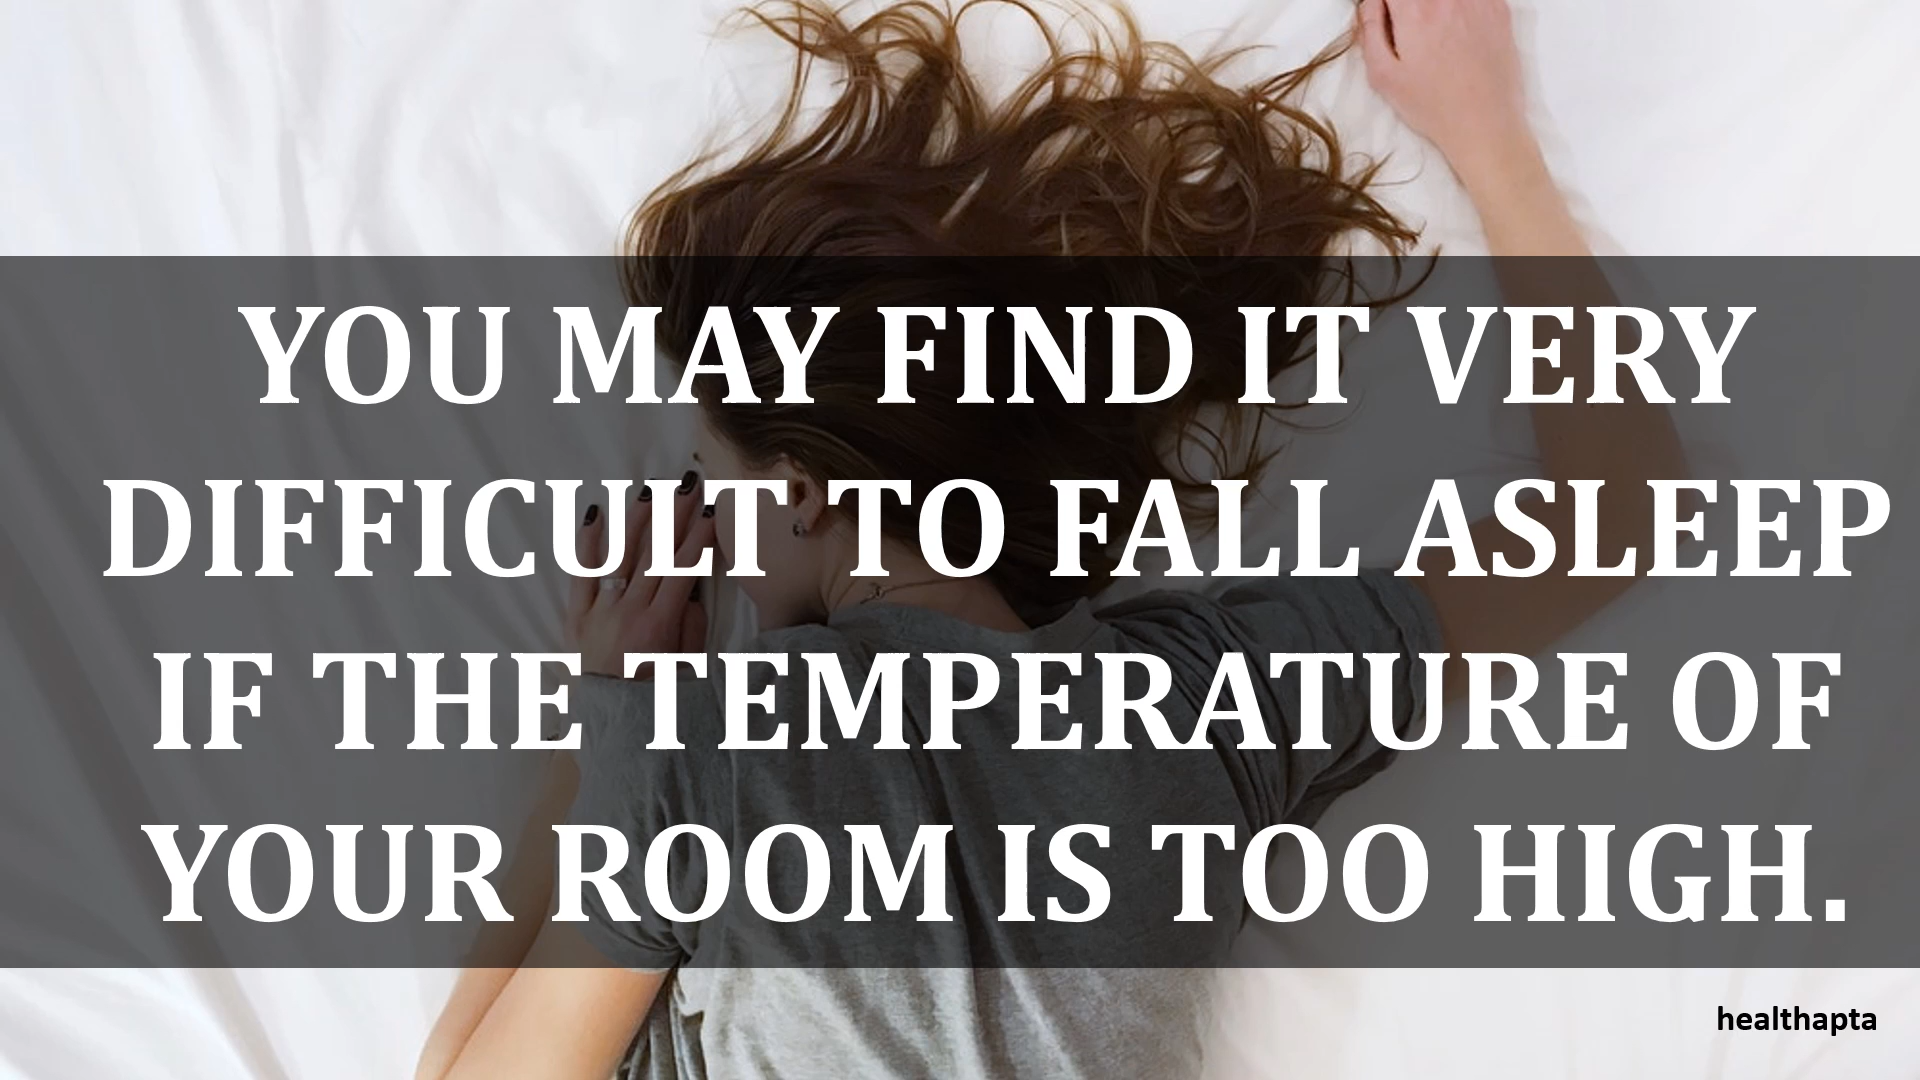 YOU MAY FIND IT VERY
DIFFICULT TO FALL ASLEEP
IF THE TEMPERATURE OF
YOUR ROOM IS TOO HIGH.
healthapta